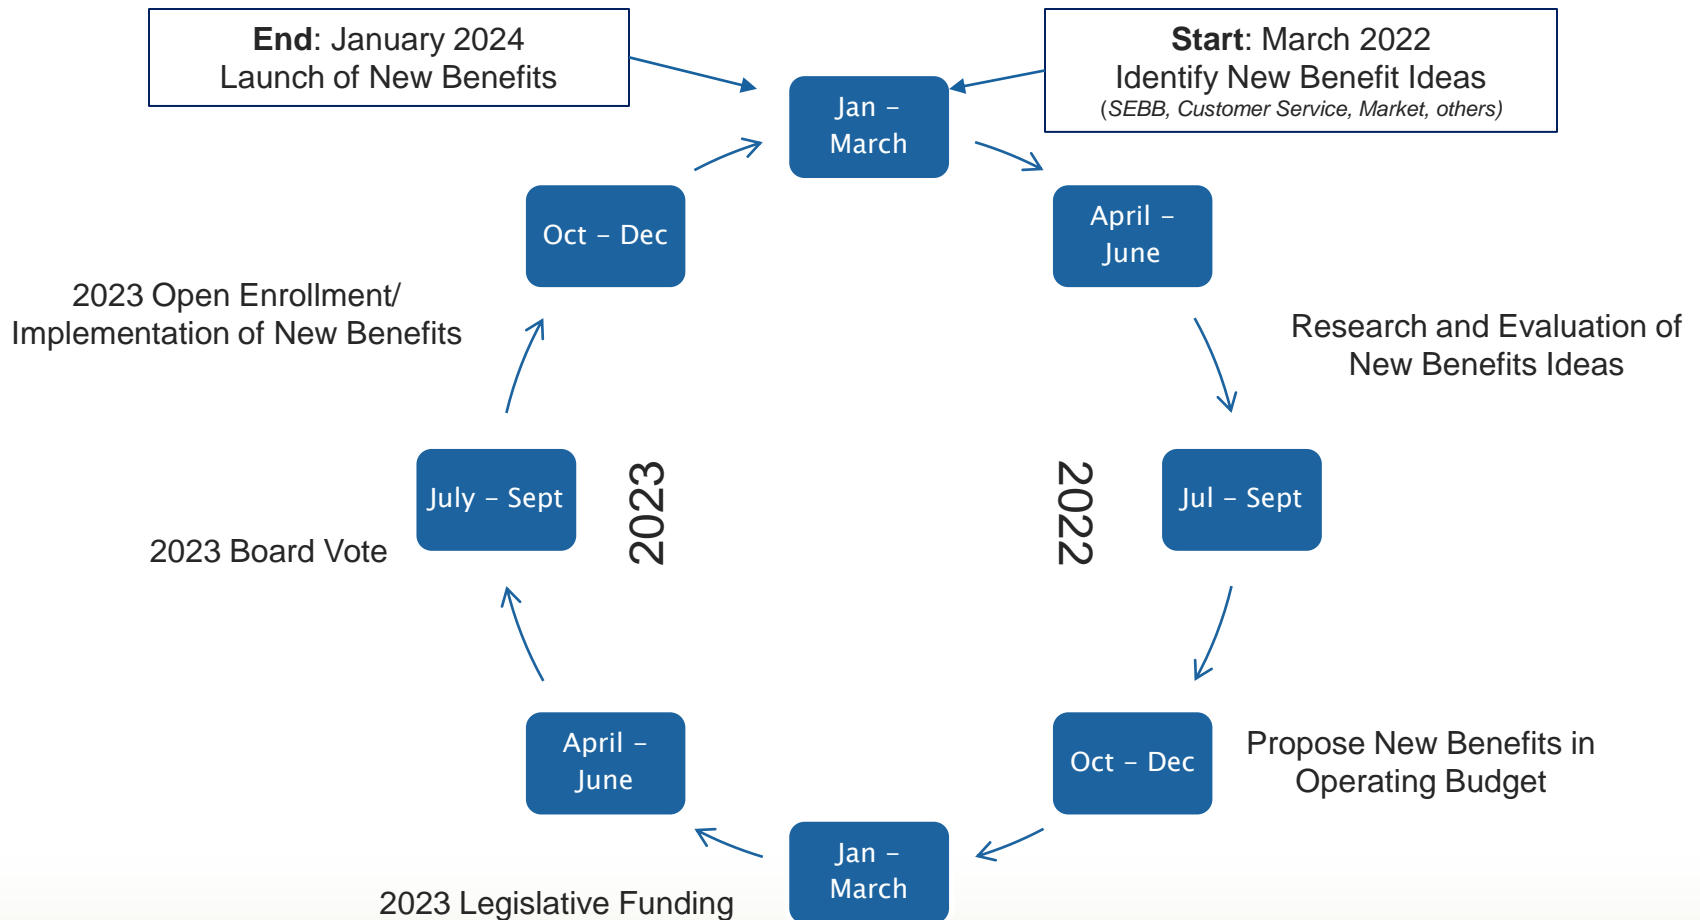 End: January 2024
Launch of New Benefits
Start: March 2022
Identify New Benefit Ideas
(SEBB, Customer Service, Market, others)
Jan –
March
April –
June
Research and Evaluation of
New Benefits Ideas
Jul – Sept
2022
Oct – Dec
Propose New Benefits in
Operating Budget
Jan –
March
2023 Legislative Funding
April –
June
2023 Board Vote
July – Sept
2023
2023 Open Enrollment/
Implementation of New Benefits
Oct – Dec